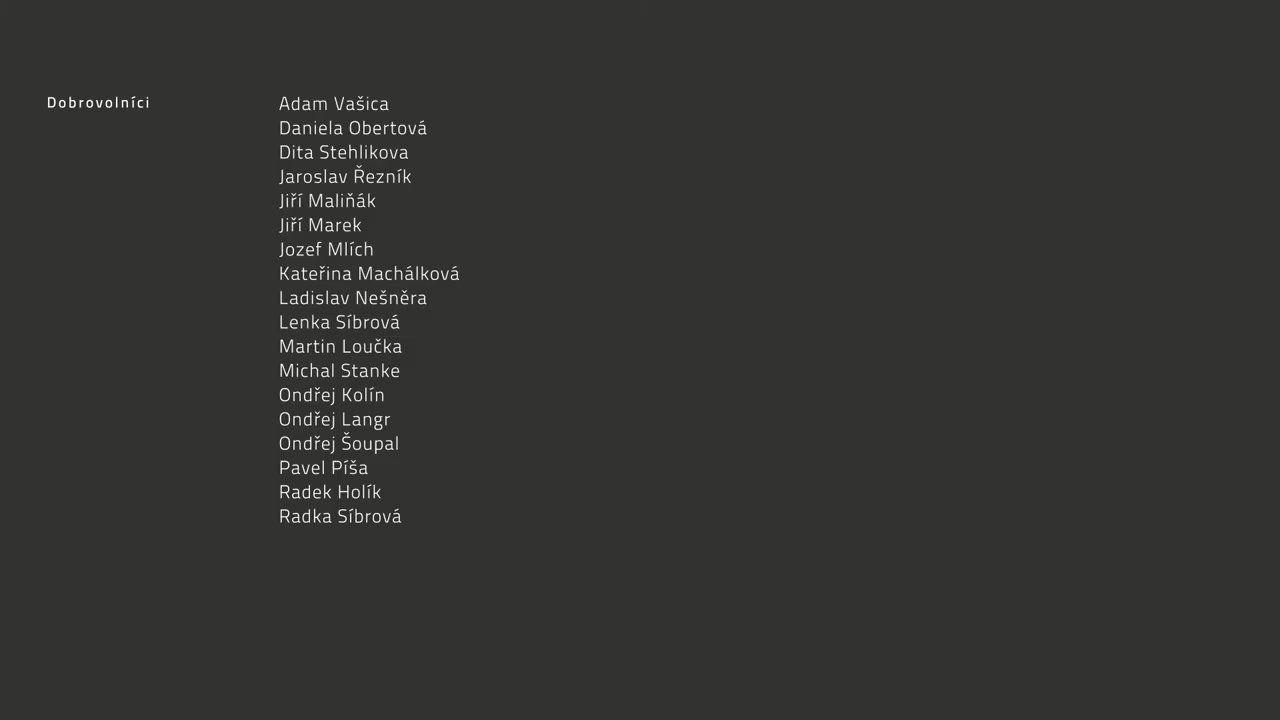 Dobrovolníci
Adam Vašica
Daniela Obertová
Dita Stehlikova
Jaroslav Řezník
Jiří Maliňák
Jiří Marek
Jozef Mlích
Kateřina Machálková
Ladislav Nešněra
Lenka Síbrová
Martin Loučka
Michal Stanke
Ondřej Kolín
Ondřej Langr
Ondřej Šoupal
Pavel Píša
Radek Holík
Radka Síbrová